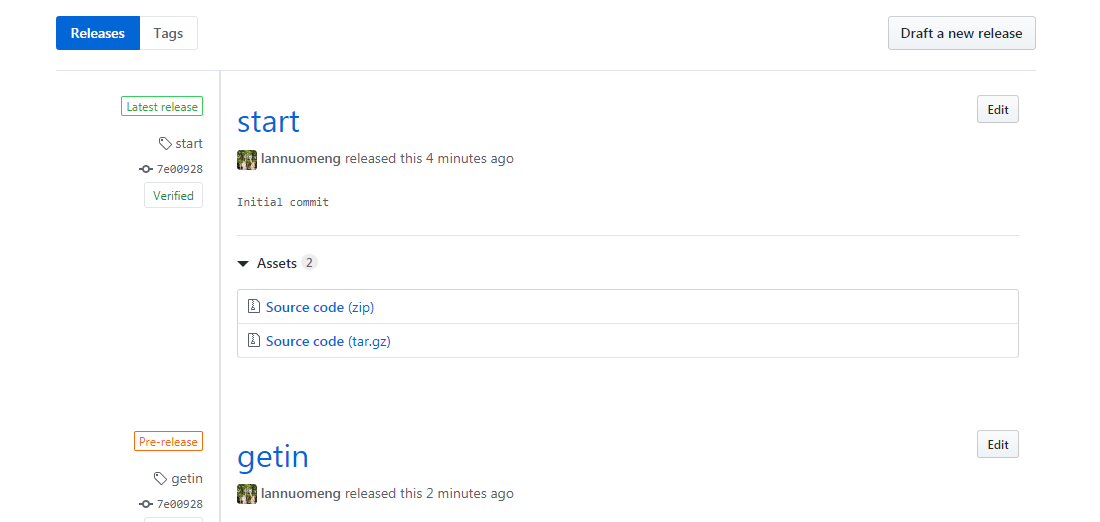 Releases Tags Draft a new release
Latest release
start Edit
start
lannuomeng released this 4 minutes ago
7e00928
Verified
Initial commit
Assets 2
Source code (zip)
Source code (tar.gz)
Pre-release
getin Edit
getin
lannuomeng released this 2 minutes ago
7e00928